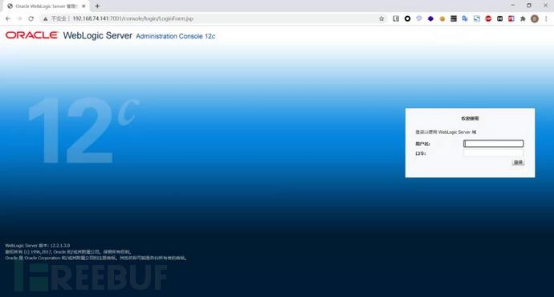 Oracle WebLogic Server 管理
不安全 | 192.168.74.141:7001/console/login/LoginForm.jsp
ORACLE WebLogic Server Administration Console 12c
12c
欢迎使用
登录以使用 WebLogic Server 域
用户名:
口令:
登录
WebLogic Server 版本: 12.2.1.3.0
版权所有 (c) 1996,2017, Oracle 和/或其附属公司。保留所有权利。
Oracle 是 Oracle Corporation 和/或其附属公司的注册商标。其他名称可能是各自所有者的商标。
REEBUF